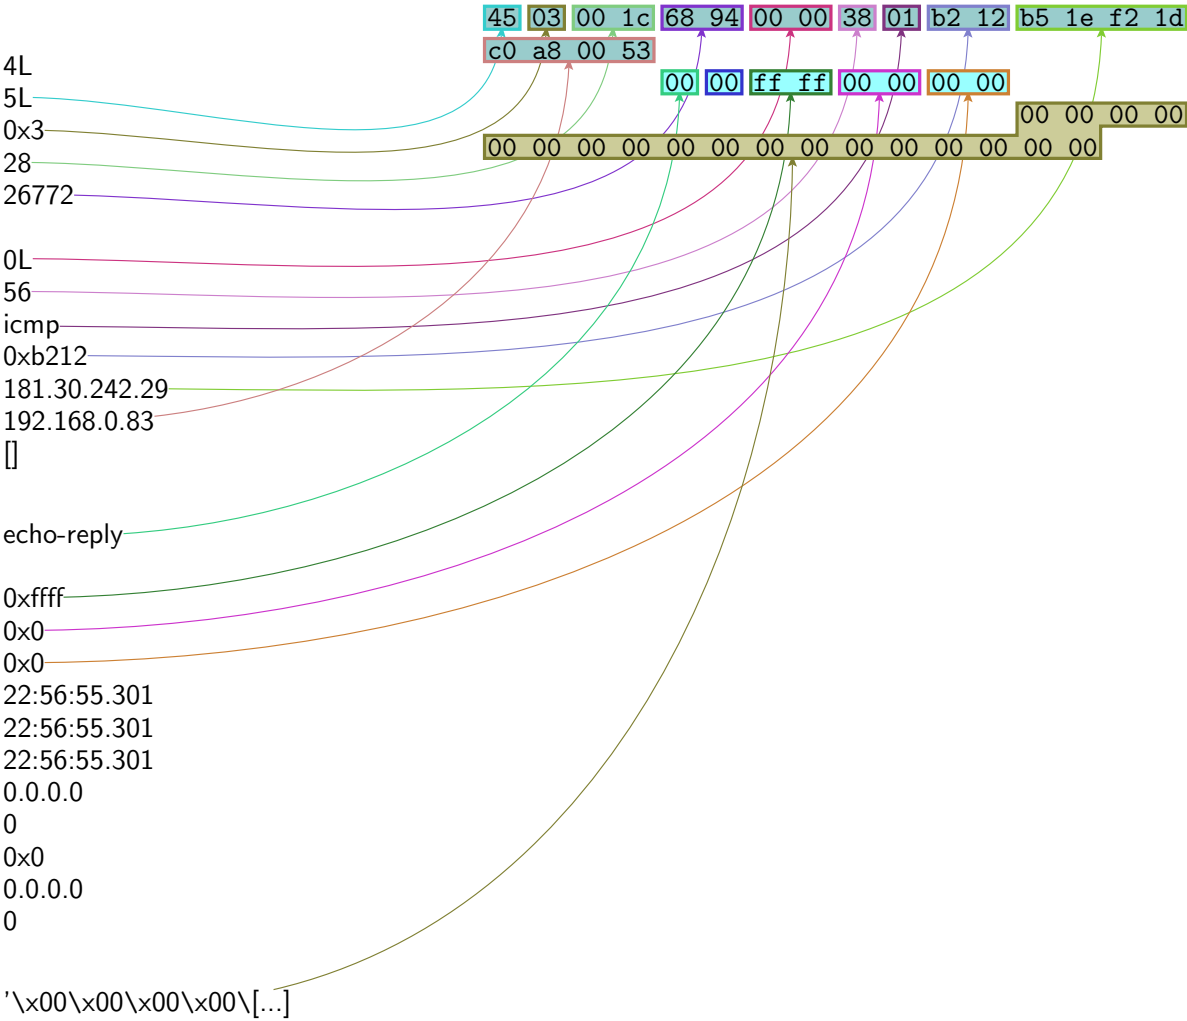 45 03 00 1c 68 94 00 00 38 01 b2 12 b5 1e f2 1d
c0 a8 00 53
4L
00 00 ff ff 00 00 00 00
5L
00 00 00 00
0x3
00 00 00 00 00 00 00 00 00 00 00 00 00 00
28
26772
0L
56
icmp
0xb212
181.30.242.29
192.168.0.83
[]
echo-reply
0xffff
0x0
0x0
22:56:55.301
22:56:55.301
22:56:55.301
0.0.0.0
0
0x0
0.0.0.0
0
'\x00\x00\x00\x00\[...]